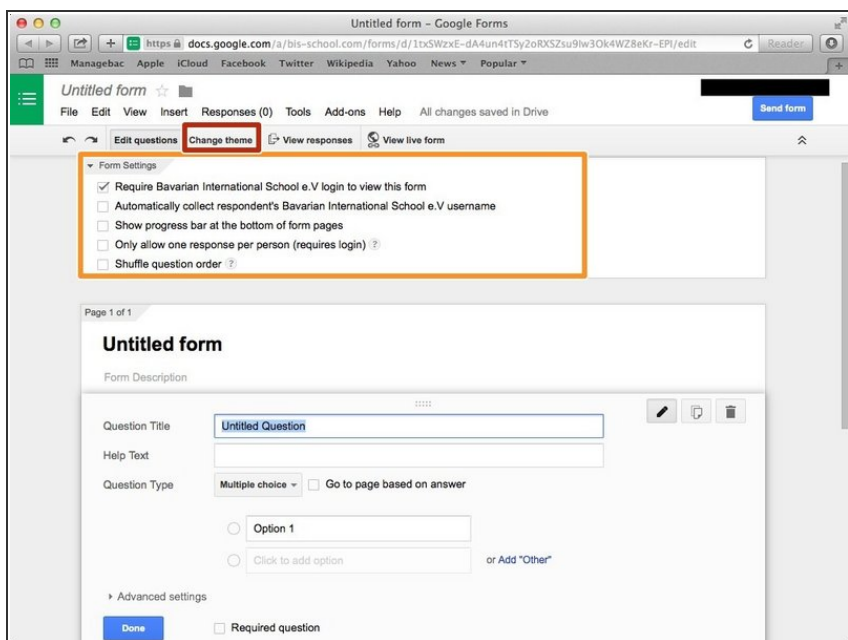 Untitled form – Google Forms
https docs.google.com/a/bis-school.com/forms/d/1txSWzxE-dA4un4tTSy2oRXSZsu9Iw3Ok4WZ8eKr-EPI/edit Reader
Managebac Apple iCloud Facebook Twitter Wikipedia Yahoo News Popular
Untitled form
File Edit View Insert Responses (0) Tools Add-ons Help All changes saved in Drive Send form
Edit questions Change theme View responses View live form
Form Settings
Require Bavarian International School e.V login to view this form
Automatically collect respondent's Bavarian International School e.V username
Show progress bar at the bottom of form pages
Only allow one response per person (requires login) ?
Shuffle question order ?
Page 1 of 1
Untitled form
Form Description
Question Title Untitled Question
Help Text
Question Type Multiple choice Go to page based on answer
Option 1
Click to add option or Add "Other"
Advanced settings
Done Required question